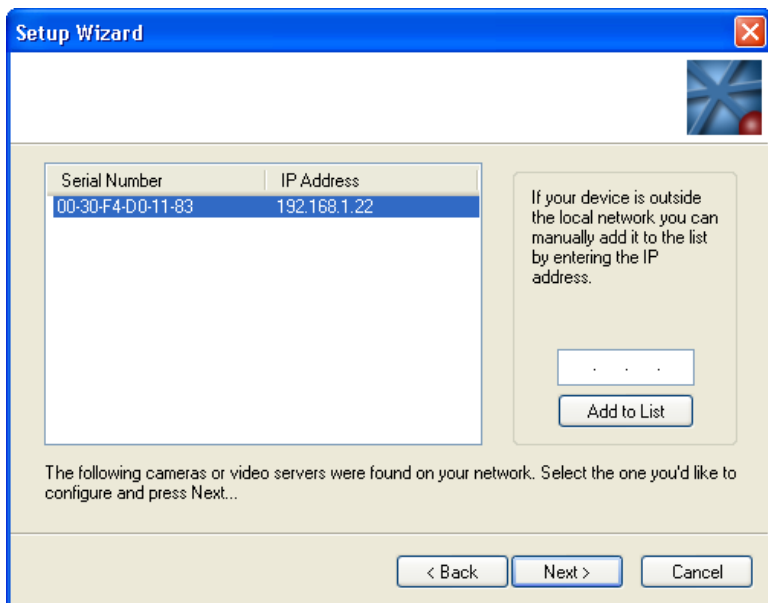 Setup Wizard
Serial Number IP Address
00-30-F4-D0-11-83 192.168.1.22
If your device is outside
the local network you can
manually add it to the list
by entering the IP
address.
. . .
Add to List
The following cameras or video servers were found on your network. Select the one you'd like to
configure and press Next...
< Back Next > Cancel